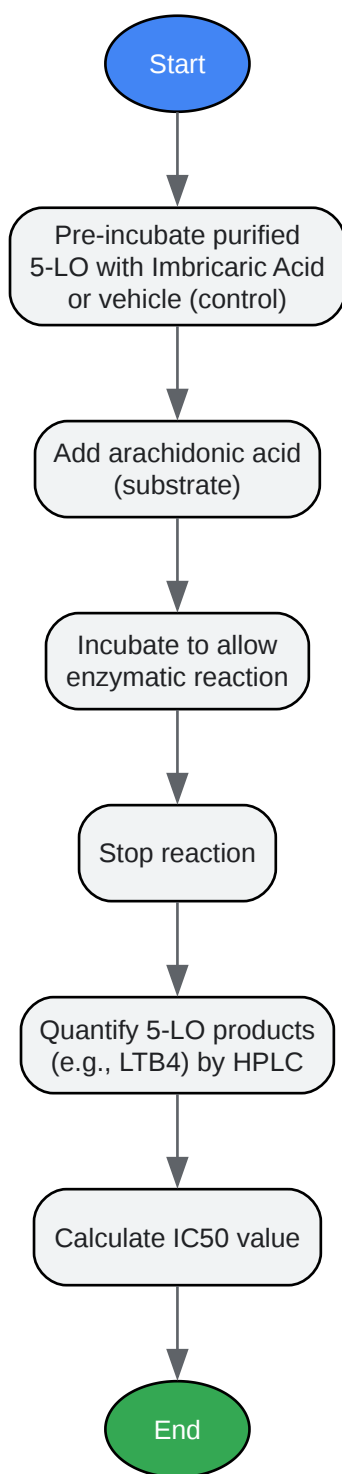 Start
Pre-incubate purified
5-LO with Imbricaric Acid
or vehicle (control)
Add arachidonic acid
(substrate)
Incubate to allow
enzymatic reaction
Stop reaction
Quantify 5-LO products
(e.g., LTB4) by HPLC
Calculate IC50 value
End